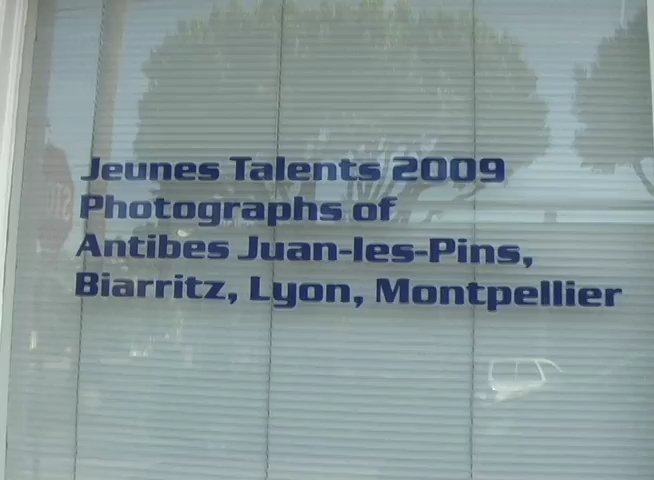 Jeunes Talents 2009
Photographs of
Antibes Juan-les-Pins,
Biarritz, Lyon, Montpellier